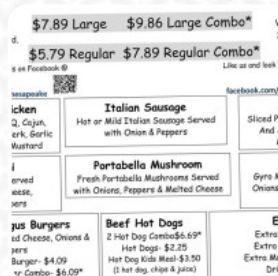 $7.89 Large $9.86 Large Combo*
d.
$5.79 Regular $7.89 Regular Combo*
s on Facebook
Like us and look
esapeake
facebook.com/
icken
Q, Cajun,
erk, Garlic
Mustard
Italian Sausage
Hot or Mild Italian Sausage Served
with Onion & Peppers
Sliced P
And
erved
eese,
pers
Portabella Mushroom
Fresh Portabella Mushrooms Served
with Onions, Peppers & Melted Cheese
Gyro
Onions
gus Burgers
ed Cheese, Onions &
pers
Burger- $4.09
er Combo- $6.09*
Beef Hot Dogs
2 Hot Dog Combo$6.69*
Hot Dogs- $2.25
Hot Dog Kids Meal-$3.50
(1 hot dog, chips & juice)
E
Extra
Extra
Extra M